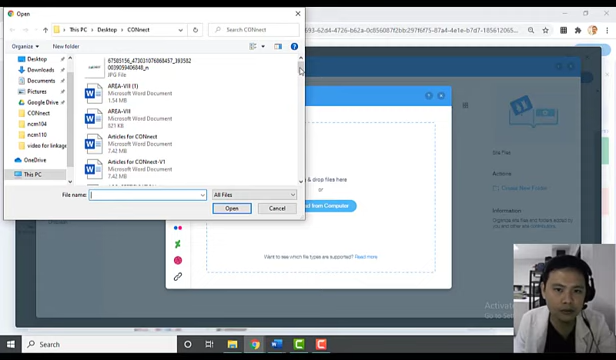 Open
This PC > Desktop > CONnect
Search CONnect
Organize
New folder
Desktop
Downloads
Documents
Pictures
Google Drive
CONnect
ncm104
ncm110
video for linkage
OneDrive
This PC
JPG File
AREA-VIII (1)
Microsoft Word Document
1.54 MB
AREA-VIII
Microsoft Word Document
821 KB
Articles for CONnect
Microsoft Word Document
7.42 MB
Articles for CONnect-V1
Microsoft Word Document
7.42 MB
File name:
All Files
Open
Cancel
& drop files here
or
d from Computer
Want to see which file types are supported? Read more.
Site Files
Actions
Create New Folder
Information
Search